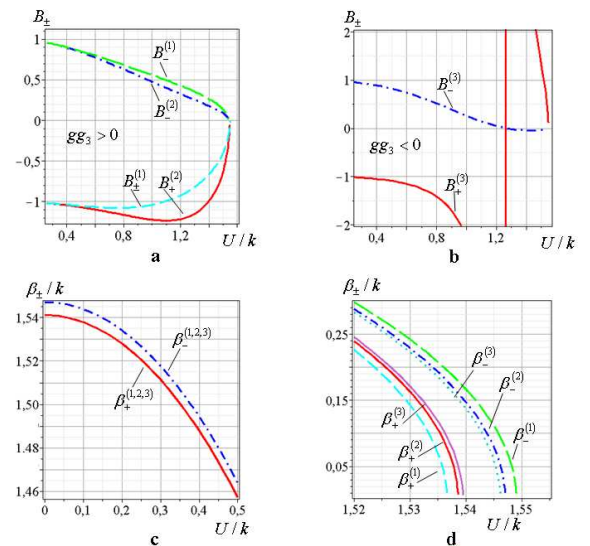 B±
1
0,5
0
−0,5
−1
B₋⁽¹⁾
B₋⁽²⁾
gg₃ > 0
B±⁽¹⁾
B₊⁽²⁾
0,4
0,8
1,2
U / k
a
B±
2
1
0
−1
−2
B₋⁽³⁾
gg₃ < 0
B₊⁽³⁾
0,4
0,8
1,2
U / k
b
β± / k
1,54
1,52
1,50
1,48
1,46
β₋⁽¹,²,³⁾
β₊⁽¹,²,³⁾
0
0,1
0,2
0,3
0,4
0,5
U / k
c
β± / k
0,25
0,15
0,05
β₋⁽³⁾
β₋⁽²⁾
β₋⁽¹⁾
β₊⁽³⁾
β₊⁽²⁾
β₊⁽¹⁾
1,52
1,53
1,54
1,55
U / k
d